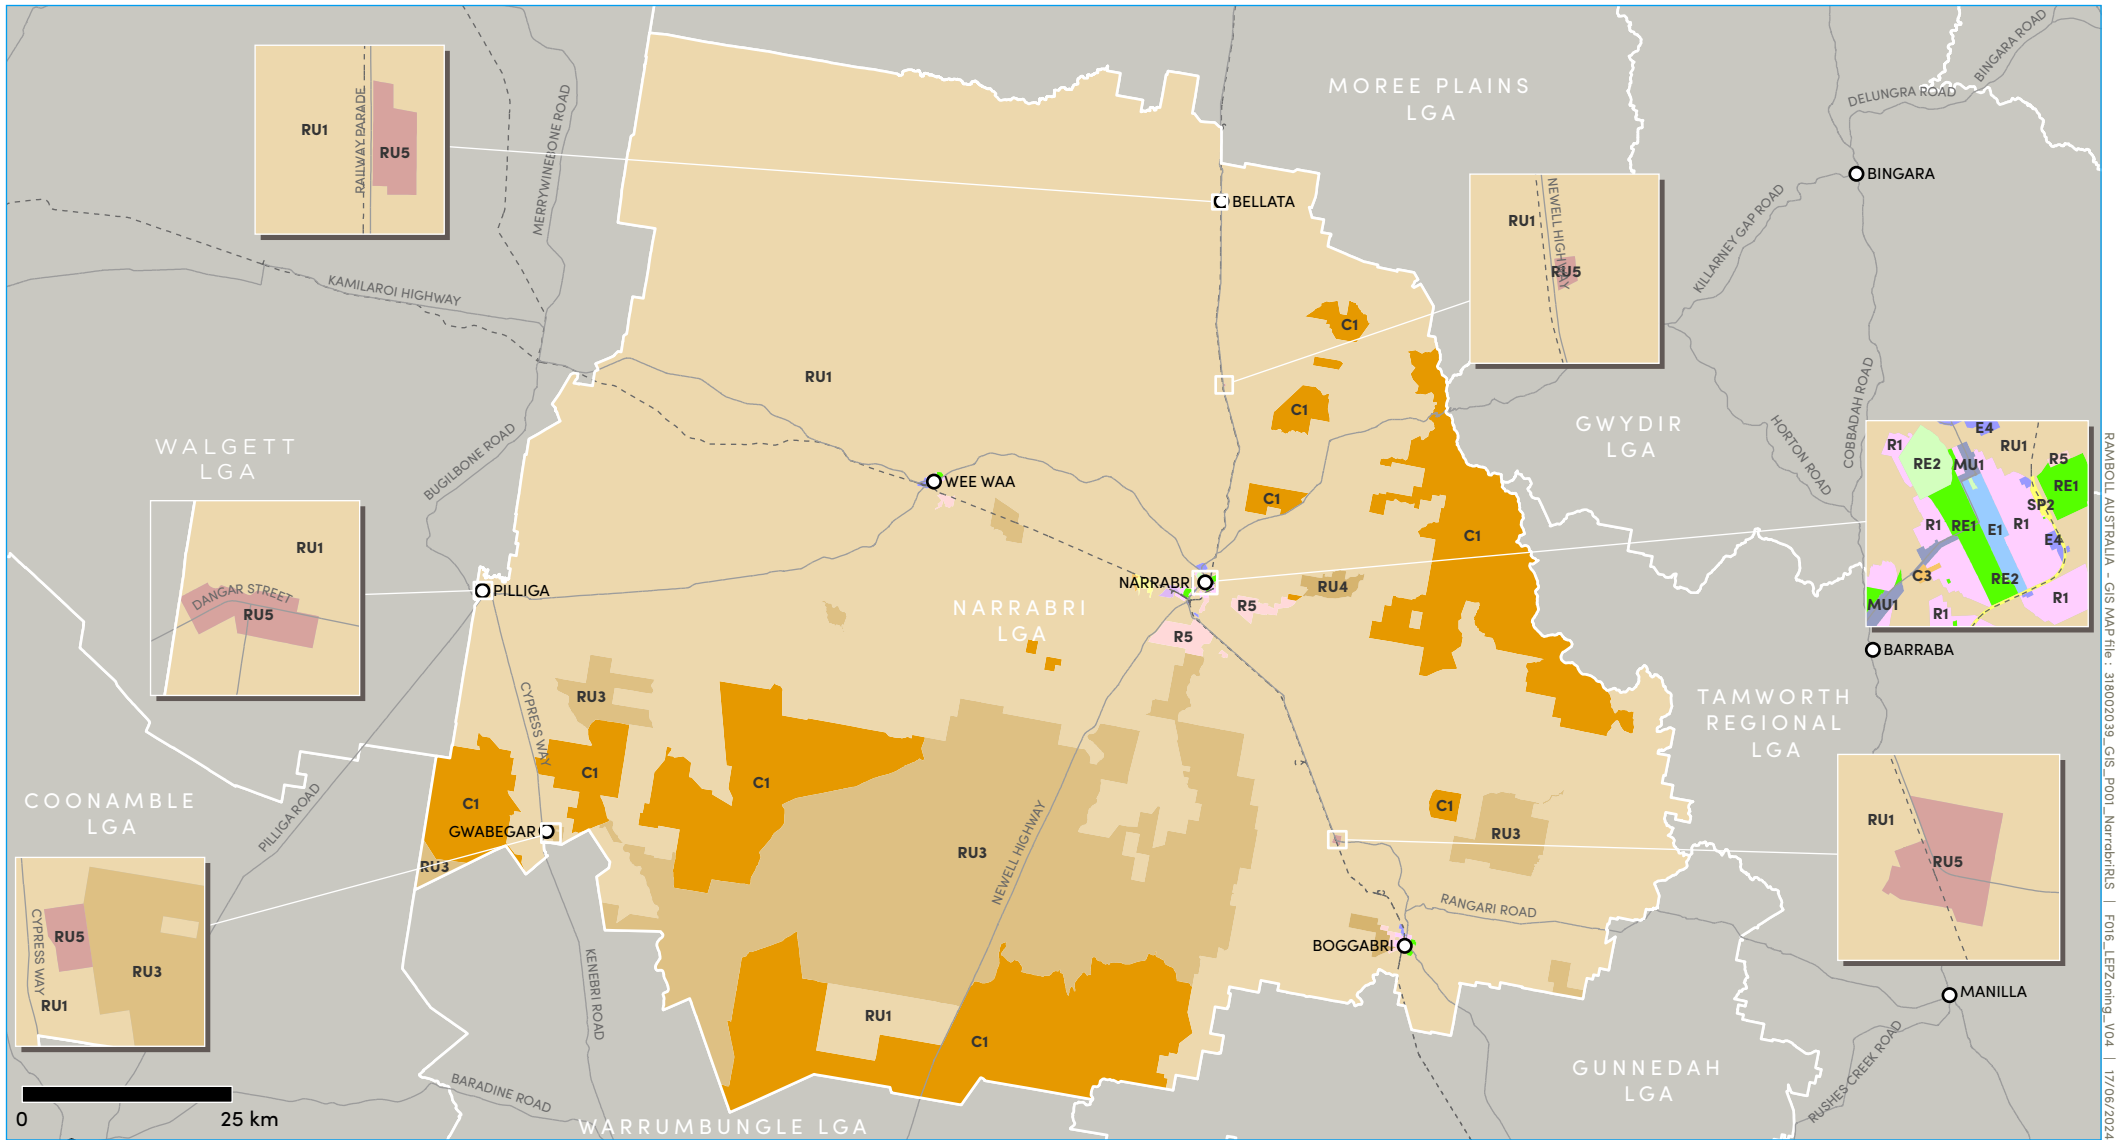 MOREE PLAINS
LGA
BINGARA ROAD
DELUNGRA ROAD
BINGARA
KILLARNEY GAP ROAD
RU1
RAILWAY PARADE
RU5
MERRYWINEBONE ROAD
BELLATA
RU1
NEWELL HIGHWAY
RU5
KAMILAROI HIGHWAY
C1
RU1
C1
GWYDIR
LGA
HORTON ROAD
COBBADAH ROAD
WALGETT
LGA
BUGILBONE ROAD
WEE WAA
C1
C1
R1
E4
RU1
RE2
MU1
R5
RE1
SP2
R1
RE1
E1
R1
E4
C3
RE2
MU1
R1
R1
RU1
DANGAR STREET
RU5
PILLIGA
NARRABR
NARRABRI
LGA
R5
RU4
R5
BARRABA
TAMWORTH
REGIONAL
LGA
RU3
CYPRESS WAY
C1
C1
C1
COONAMBLE
LGA
PILLIGA ROAD
GWABEGAR
RU3
RU3
NEWELL HIGHWAY
C1
RU3
RU1
RU5
RANGARI ROAD
BOGGABRI
CYPRESS WAY
RU5
RU3
RU1
KENEBRI ROAD
RU1
C1
MANILLA
GUNNEDAH
LGA
RUSHES CREEK ROAD
BARADINE ROAD
WARRUMBUNGLE LGA
0
25 km
RAMBOLL AUSTRALIA - GIS MAP file : 318002039_GIS_P001_NarrabriRLS | F016_LEPZoning_V04 | 17/06/2024